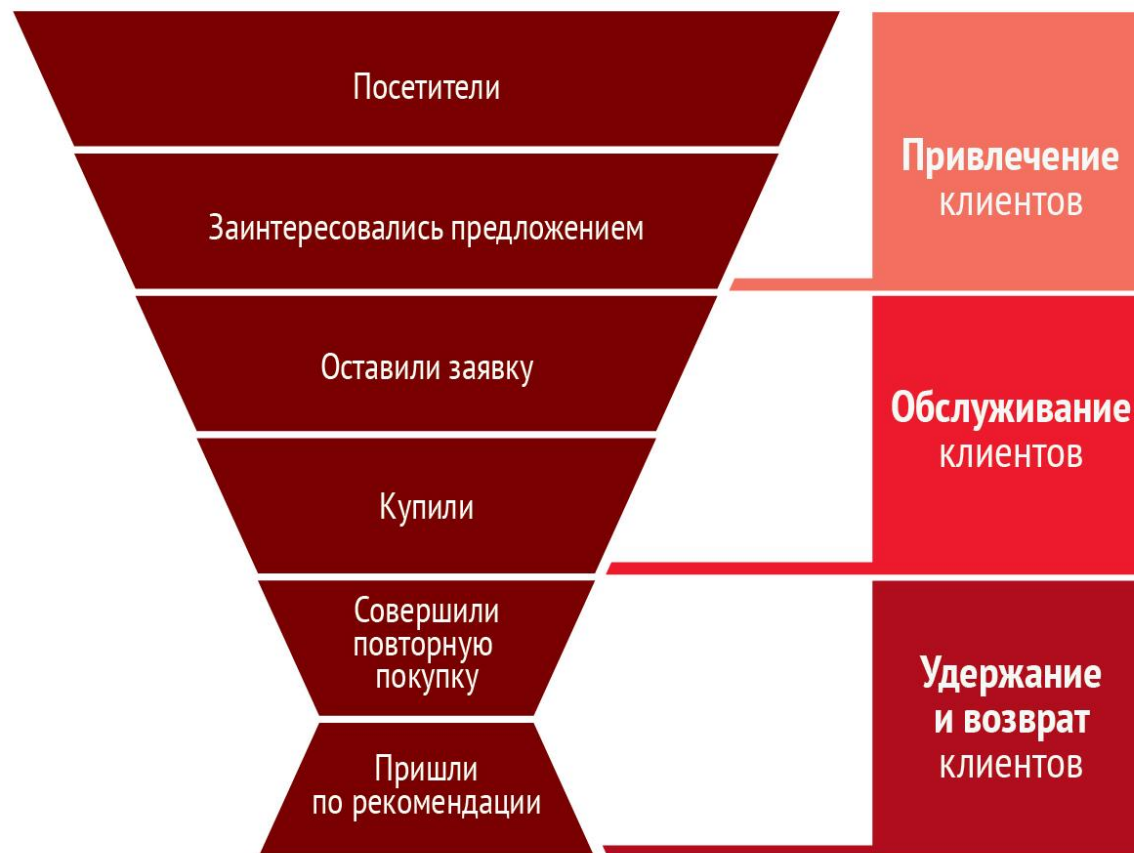 Посетители
Заинтересовались предложением
Оставили заявку
Купили
Совершили
повторную
покупку
Пришли
по рекомендации
Привлечение
клиентов
Обслуживание
клиентов
Удержание
и возврат
клиентов